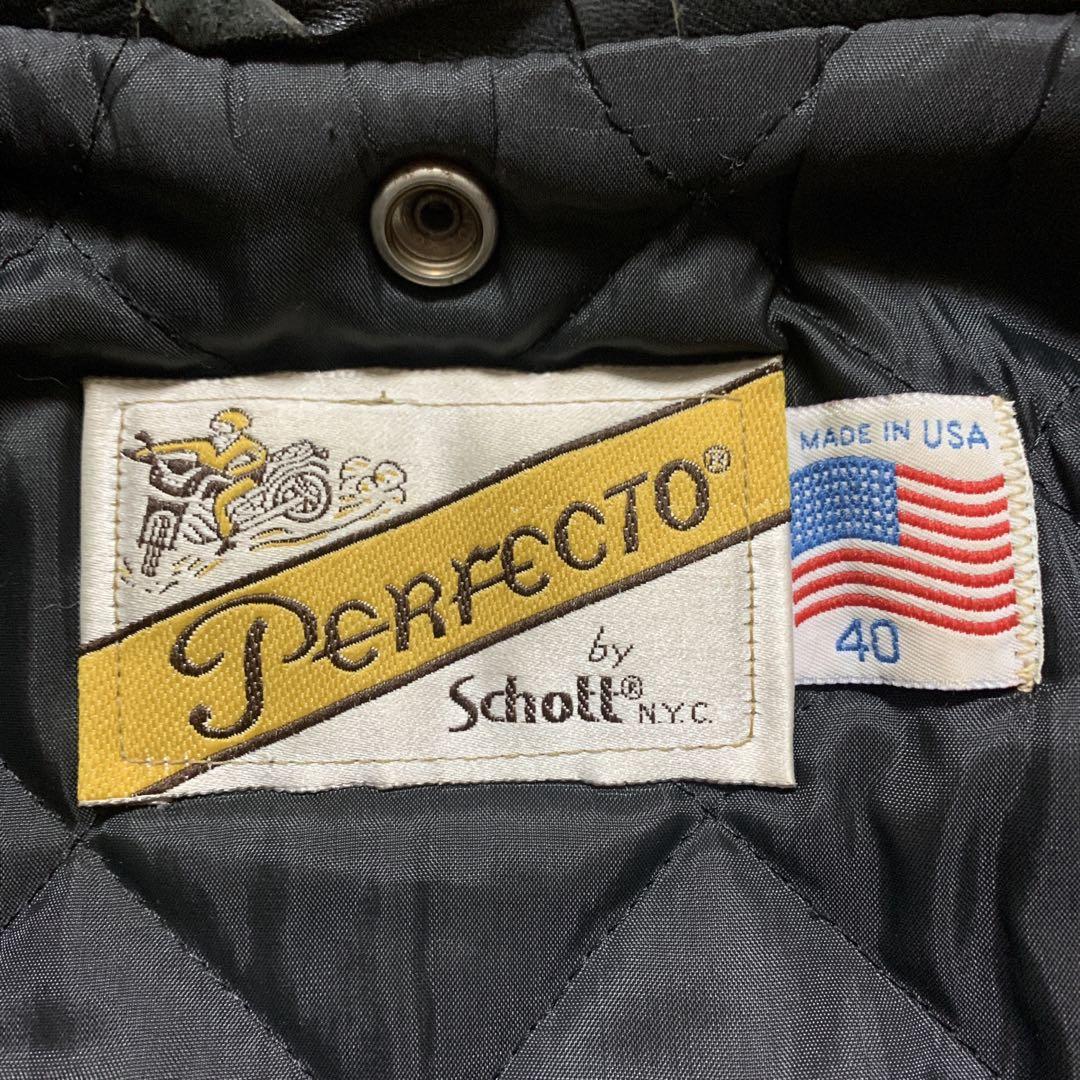 PERFECTO®
by
Schott® N.Y.C.
MADE IN USA
40